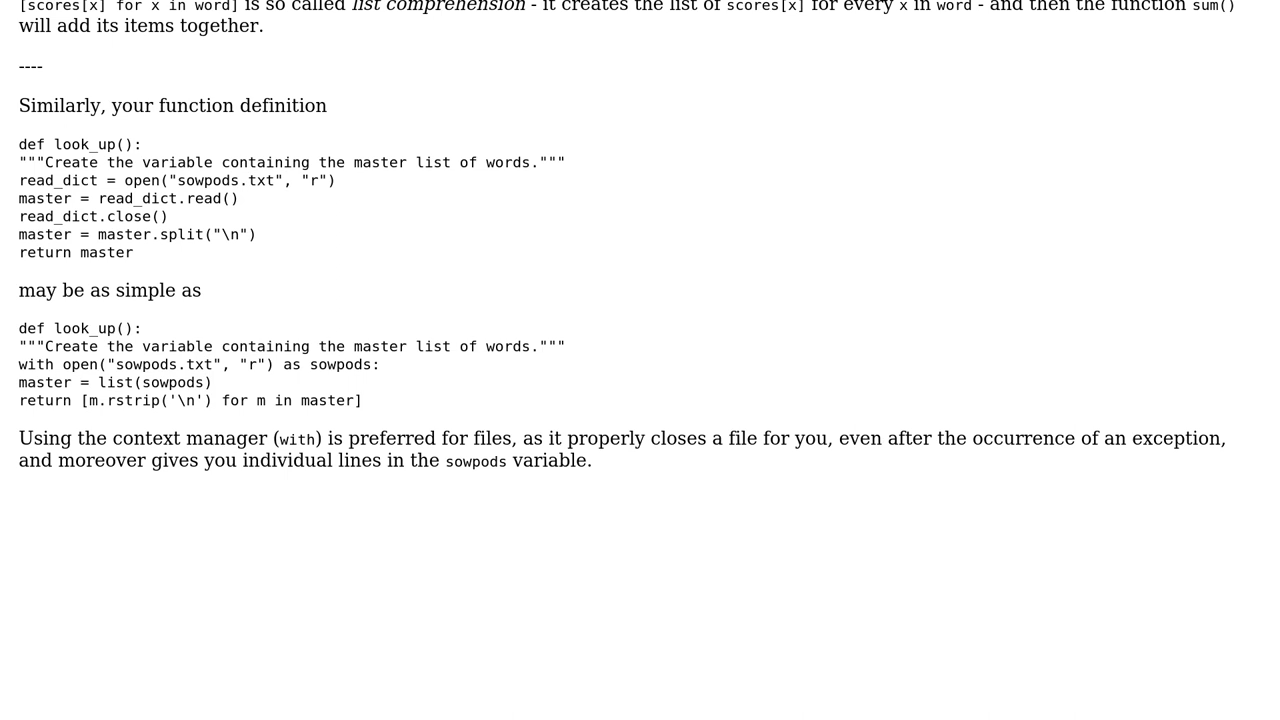 [scores[x] for x in word] is so called list comprehension - it creates the list of scores[x] for every x in word - and then the function sum()
will add its items together.
----
Similarly, your function definition
def look_up():
"""Create the variable containing the master list of words."""
read_dict = open("sowpods.txt", "r")
master = read_dict.read()
read_dict.close()
master = master.split("\n")
return master
may be as simple as
def look_up():
"""Create the variable containing the master list of words."""
with open("sowpods.txt", "r") as sowpods:
master = list(sowpods)
return [m.rstrip('\n') for m in master]
Using the context manager (with) is preferred for files, as it properly closes a file for you, even after the occurrence of an exception,
and moreover gives you individual lines in the sowpods variable.